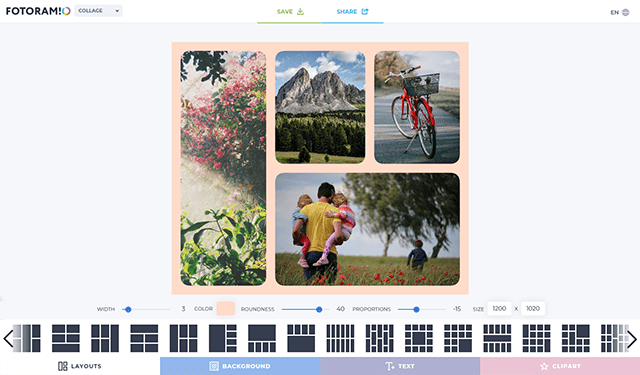 FOTORAMIO
COLLAGE
SAVE
SHARE
EN
WIDTH 3 COLOR ROUNDNESS 40 PROPORTIONS -15 SIZE 1200 X 1020
LAYOUTS BACKGROUND TEXT CLIPART